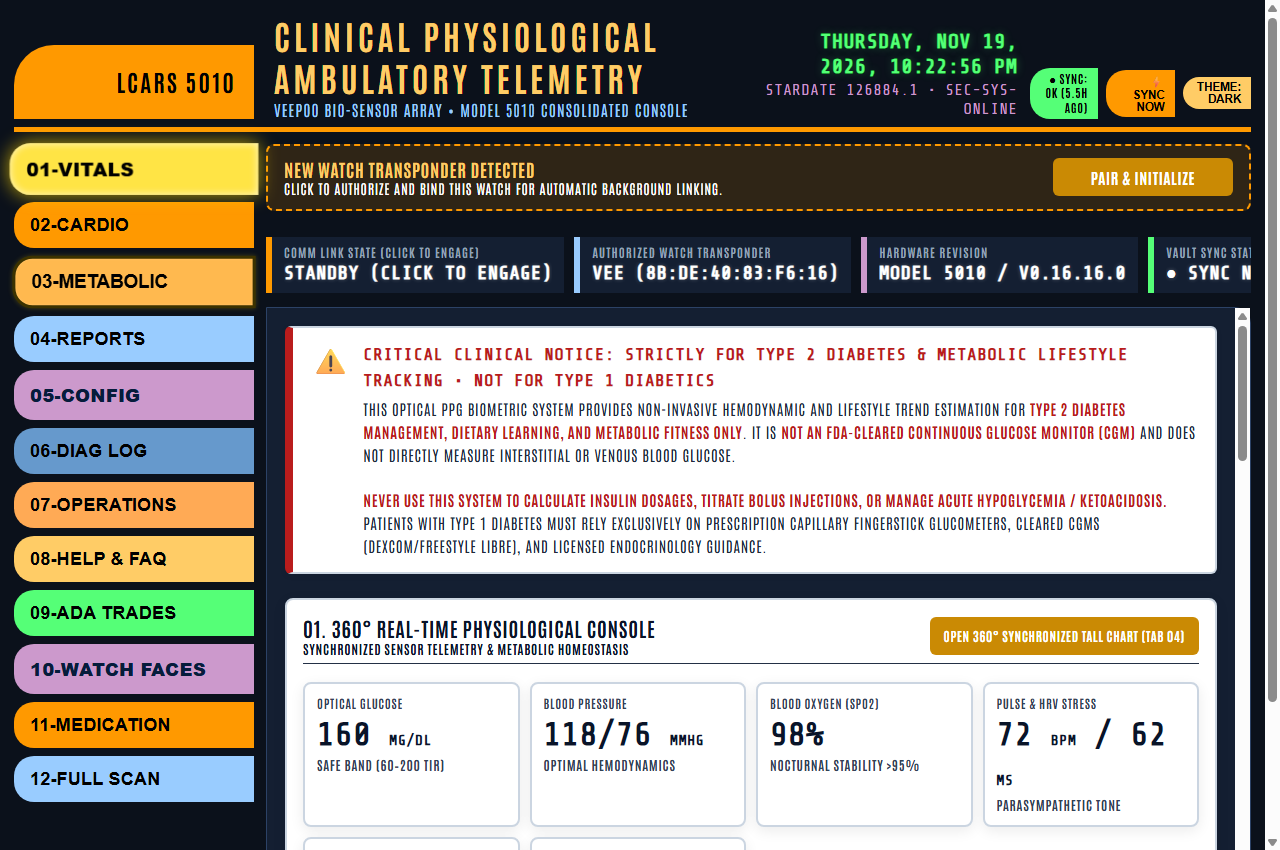 LCARS 5010
CLINICAL PHYSIOLOGICAL
AMBULATORY TELEMETRY
VEEPOO BIO-SENSOR ARRAY • MODEL 5010 CONSOLIDATED CONSOLE
THURSDAY, NOV 19,
2026, 10:22:56 PM
STARDATE 126884.1 · SEC-SYS-
ONLINE
● SYNC:
OK (5.5H
AGO)
SYNC
NOW
THEME:
DARK
01-VITALS
02-CARDIO
03-METABOLIC
04-REPORTS
05-CONFIG
06-DIAG LOG
07-OPERATIONS
08-HELP & FAQ
09-ADA TRADES
10-WATCH FACES
11-MEDICATION
12-FULL SCAN
NEW WATCH TRANSPONDER DETECTED
CLICK TO AUTHORIZE AND BIND THIS WATCH FOR AUTOMATIC BACKGROUND LINKING.
PAIR & INITIALIZE
COMM LINK STATE (CLICK TO ENGAGE)
STANDBY (CLICK TO ENGAGE)
AUTHORIZED WATCH TRANSPONDER
VEE (8B:DE:40:83:F6:16)
HARDWARE REVISION
MODEL 5010 / V0.16.16.0
VAULT SYNC STAT
● SYNC N
CRITICAL CLINICAL NOTICE: STRICTLY FOR TYPE 2 DIABETES & METABOLIC LIFESTYLE
TRACKING · NOT FOR TYPE 1 DIABETICS
THIS OPTICAL PPG BIOMETRIC SYSTEM PROVIDES NON-INVASIVE HEMODYNAMIC AND LIFESTYLE TREND ESTIMATION FOR TYPE 2 DIABETES
MANAGEMENT, DIETARY LEARNING, AND METABOLIC FITNESS ONLY. IT IS NOT AN FDA-CLEARED CONTINUOUS GLUCOSE MONITOR (CGM) AND DOES
NOT DIRECTLY MEASURE INTERSTITIAL OR VENOUS BLOOD GLUCOSE.
NEVER USE THIS SYSTEM TO CALCULATE INSULIN DOSAGES, TITRATE BOLUS INJECTIONS, OR MANAGE ACUTE HYPOGLYCEMIA / KETOACIDOSIS.
PATIENTS WITH TYPE 1 DIABETES MUST RELY EXCLUSIVELY ON PRESCRIPTION CAPILLARY FINGERSTICK GLUCOMETERS, CLEARED CGMS
(DEXCOM/FREESTYLE LIBRE), AND LICENSED ENDOCRINOLOGY GUIDANCE.
01. 360° REAL-TIME PHYSIOLOGICAL CONSOLE
SYNCHRONIZED SENSOR TELEMETRY & METABOLIC HOMEOSTASIS
OPEN 360° SYNCHRONIZED TALL CHART (TAB 04)
OPTICAL GLUCOSE
160 MG/DL
SAFE BAND (60-200 TIR)
BLOOD PRESSURE
118/76 MMHG
OPTIMAL HEMODYNAMICS
BLOOD OXYGEN (SPO2)
98%
NOCTURNAL STABILITY >95%
PULSE & HRV STRESS
72 BPM / 62
MS
PARASYMPATHETIC TONE